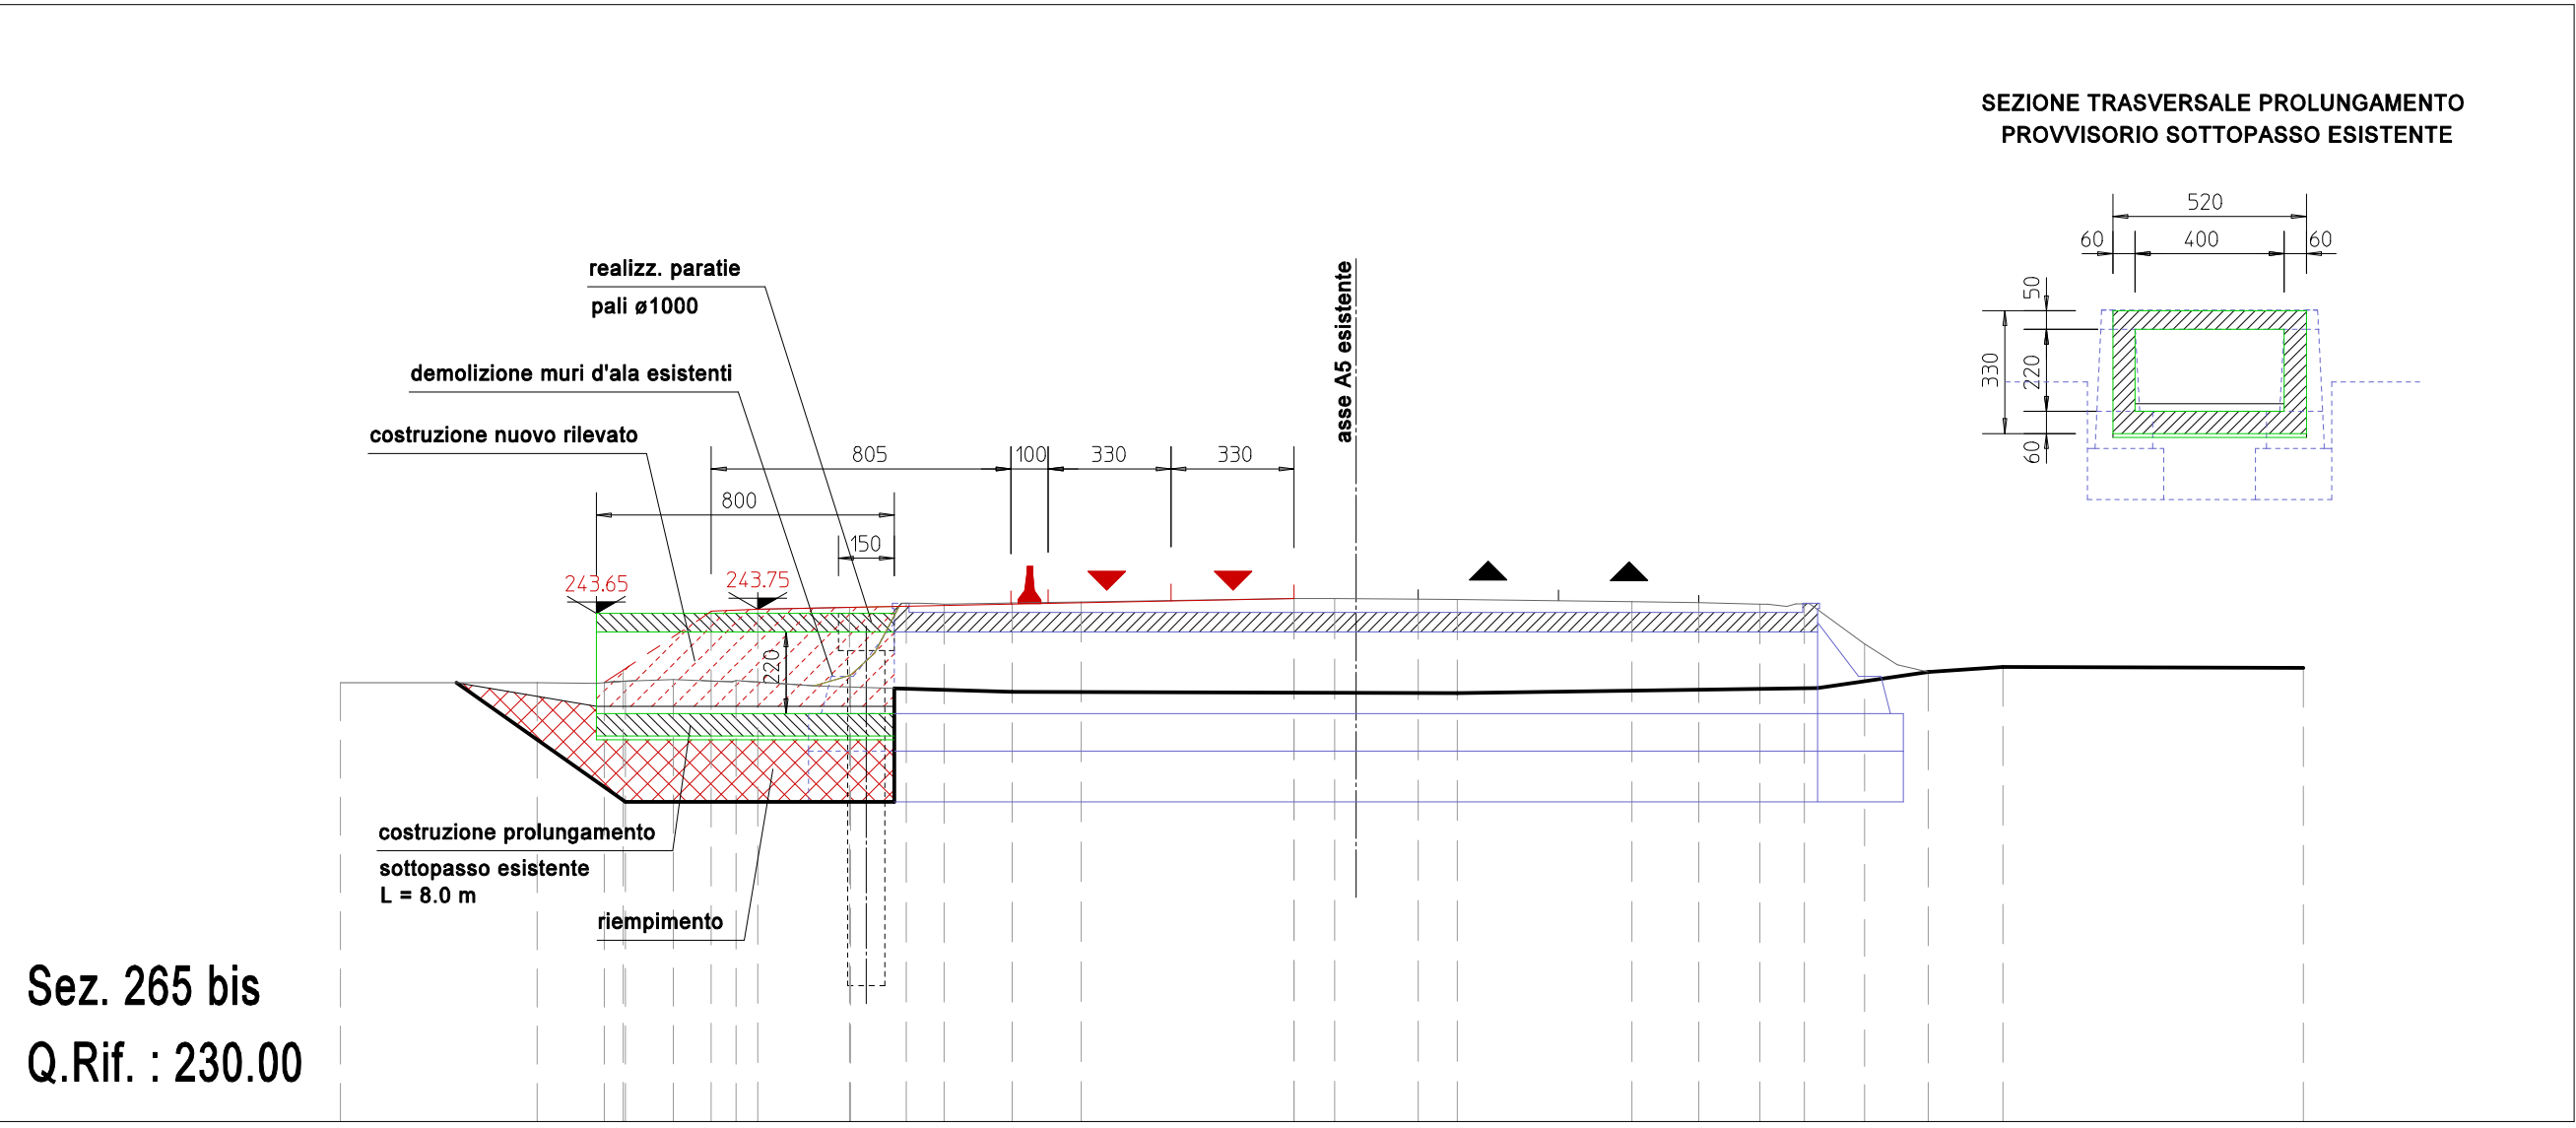 SEZIONE TRASVERSALE PROLUNGAMENTO
PROVVISORIO SOTTOPASSO ESISTENTE
520
60
400
60
50
330
220
60
realizz. paratie
pali ø1000
demolizione muri d'ala esistenti
costruzione nuovo rilevato
asse A5 esistente
805
100
330
330
800
150
243.65
243.75
220
costruzione prolungamento
sottopasso esistente
L = 8.0 m
riempimento
Sez. 265 bis
Q.Rif. : 230.00